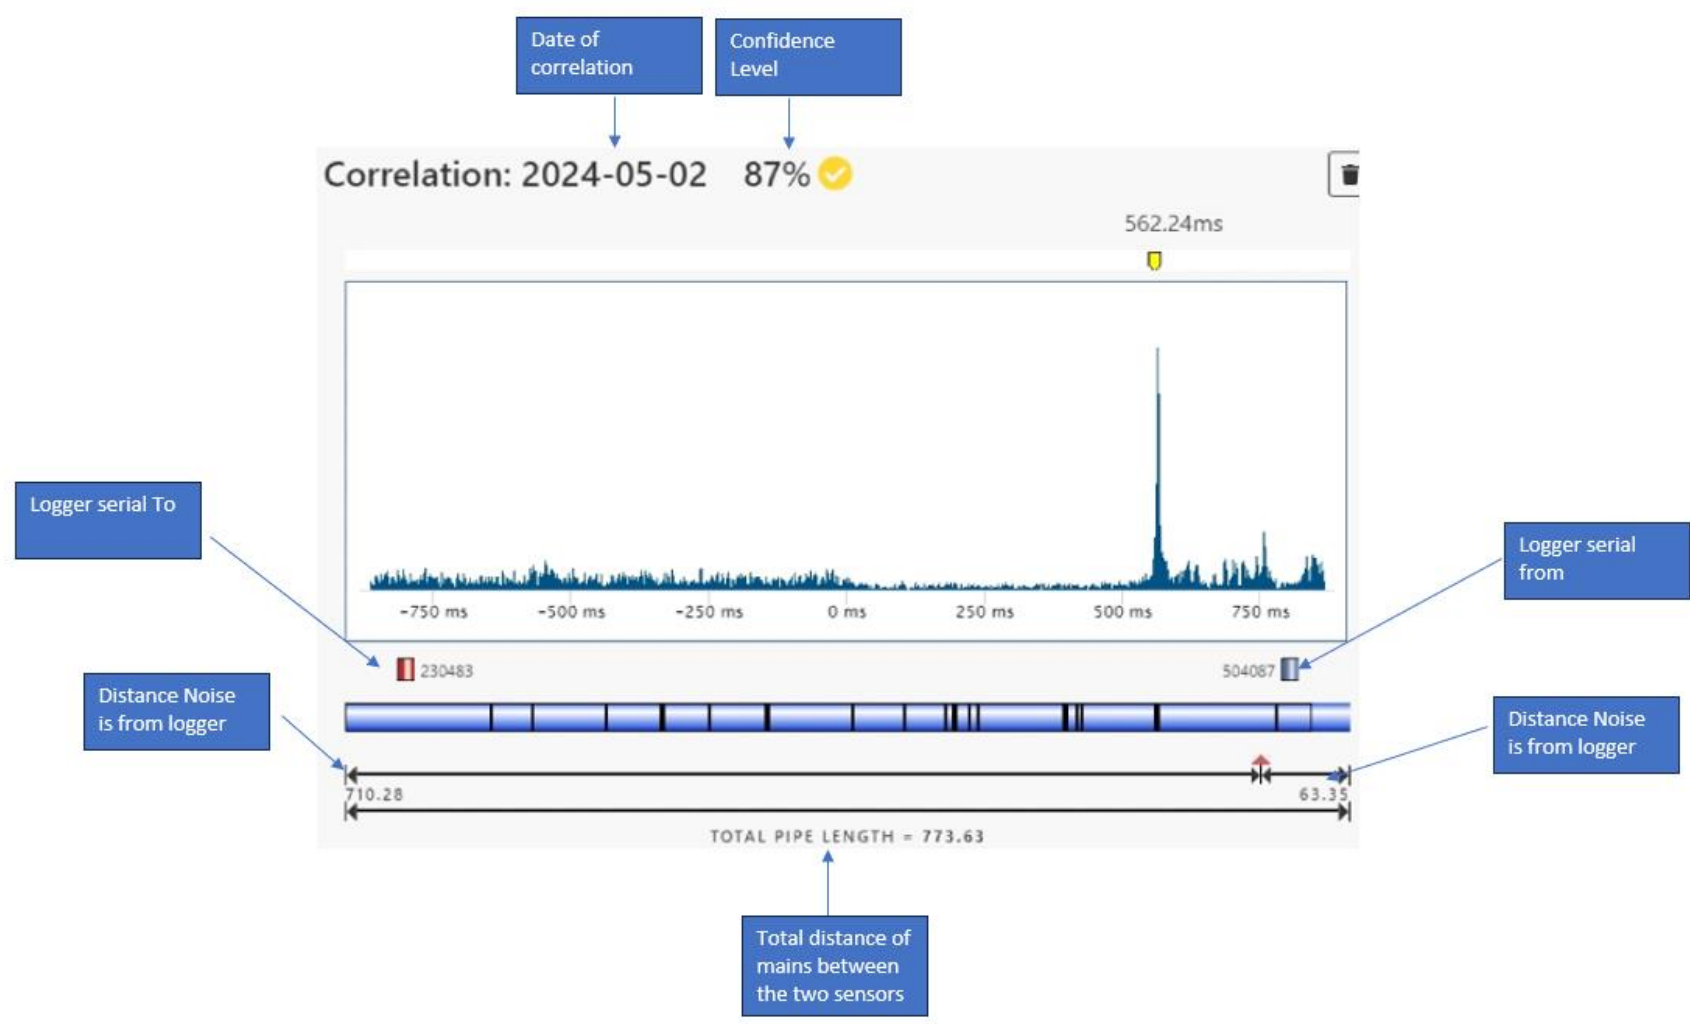 Date of
correlation
Confidence
Level
Correlation: 2024-05-02 87%
562.24ms
-750 ms -500 ms -250 ms 0 ms 250 ms 500 ms 750 ms
Logger serial To
Logger serial
from
230483
504087
Distance Noise
is from logger
Distance Noise
is from logger
710.28
63.35
TOTAL PIPE LENGTH = 773.63
Total distance of
mains between
the two sensors